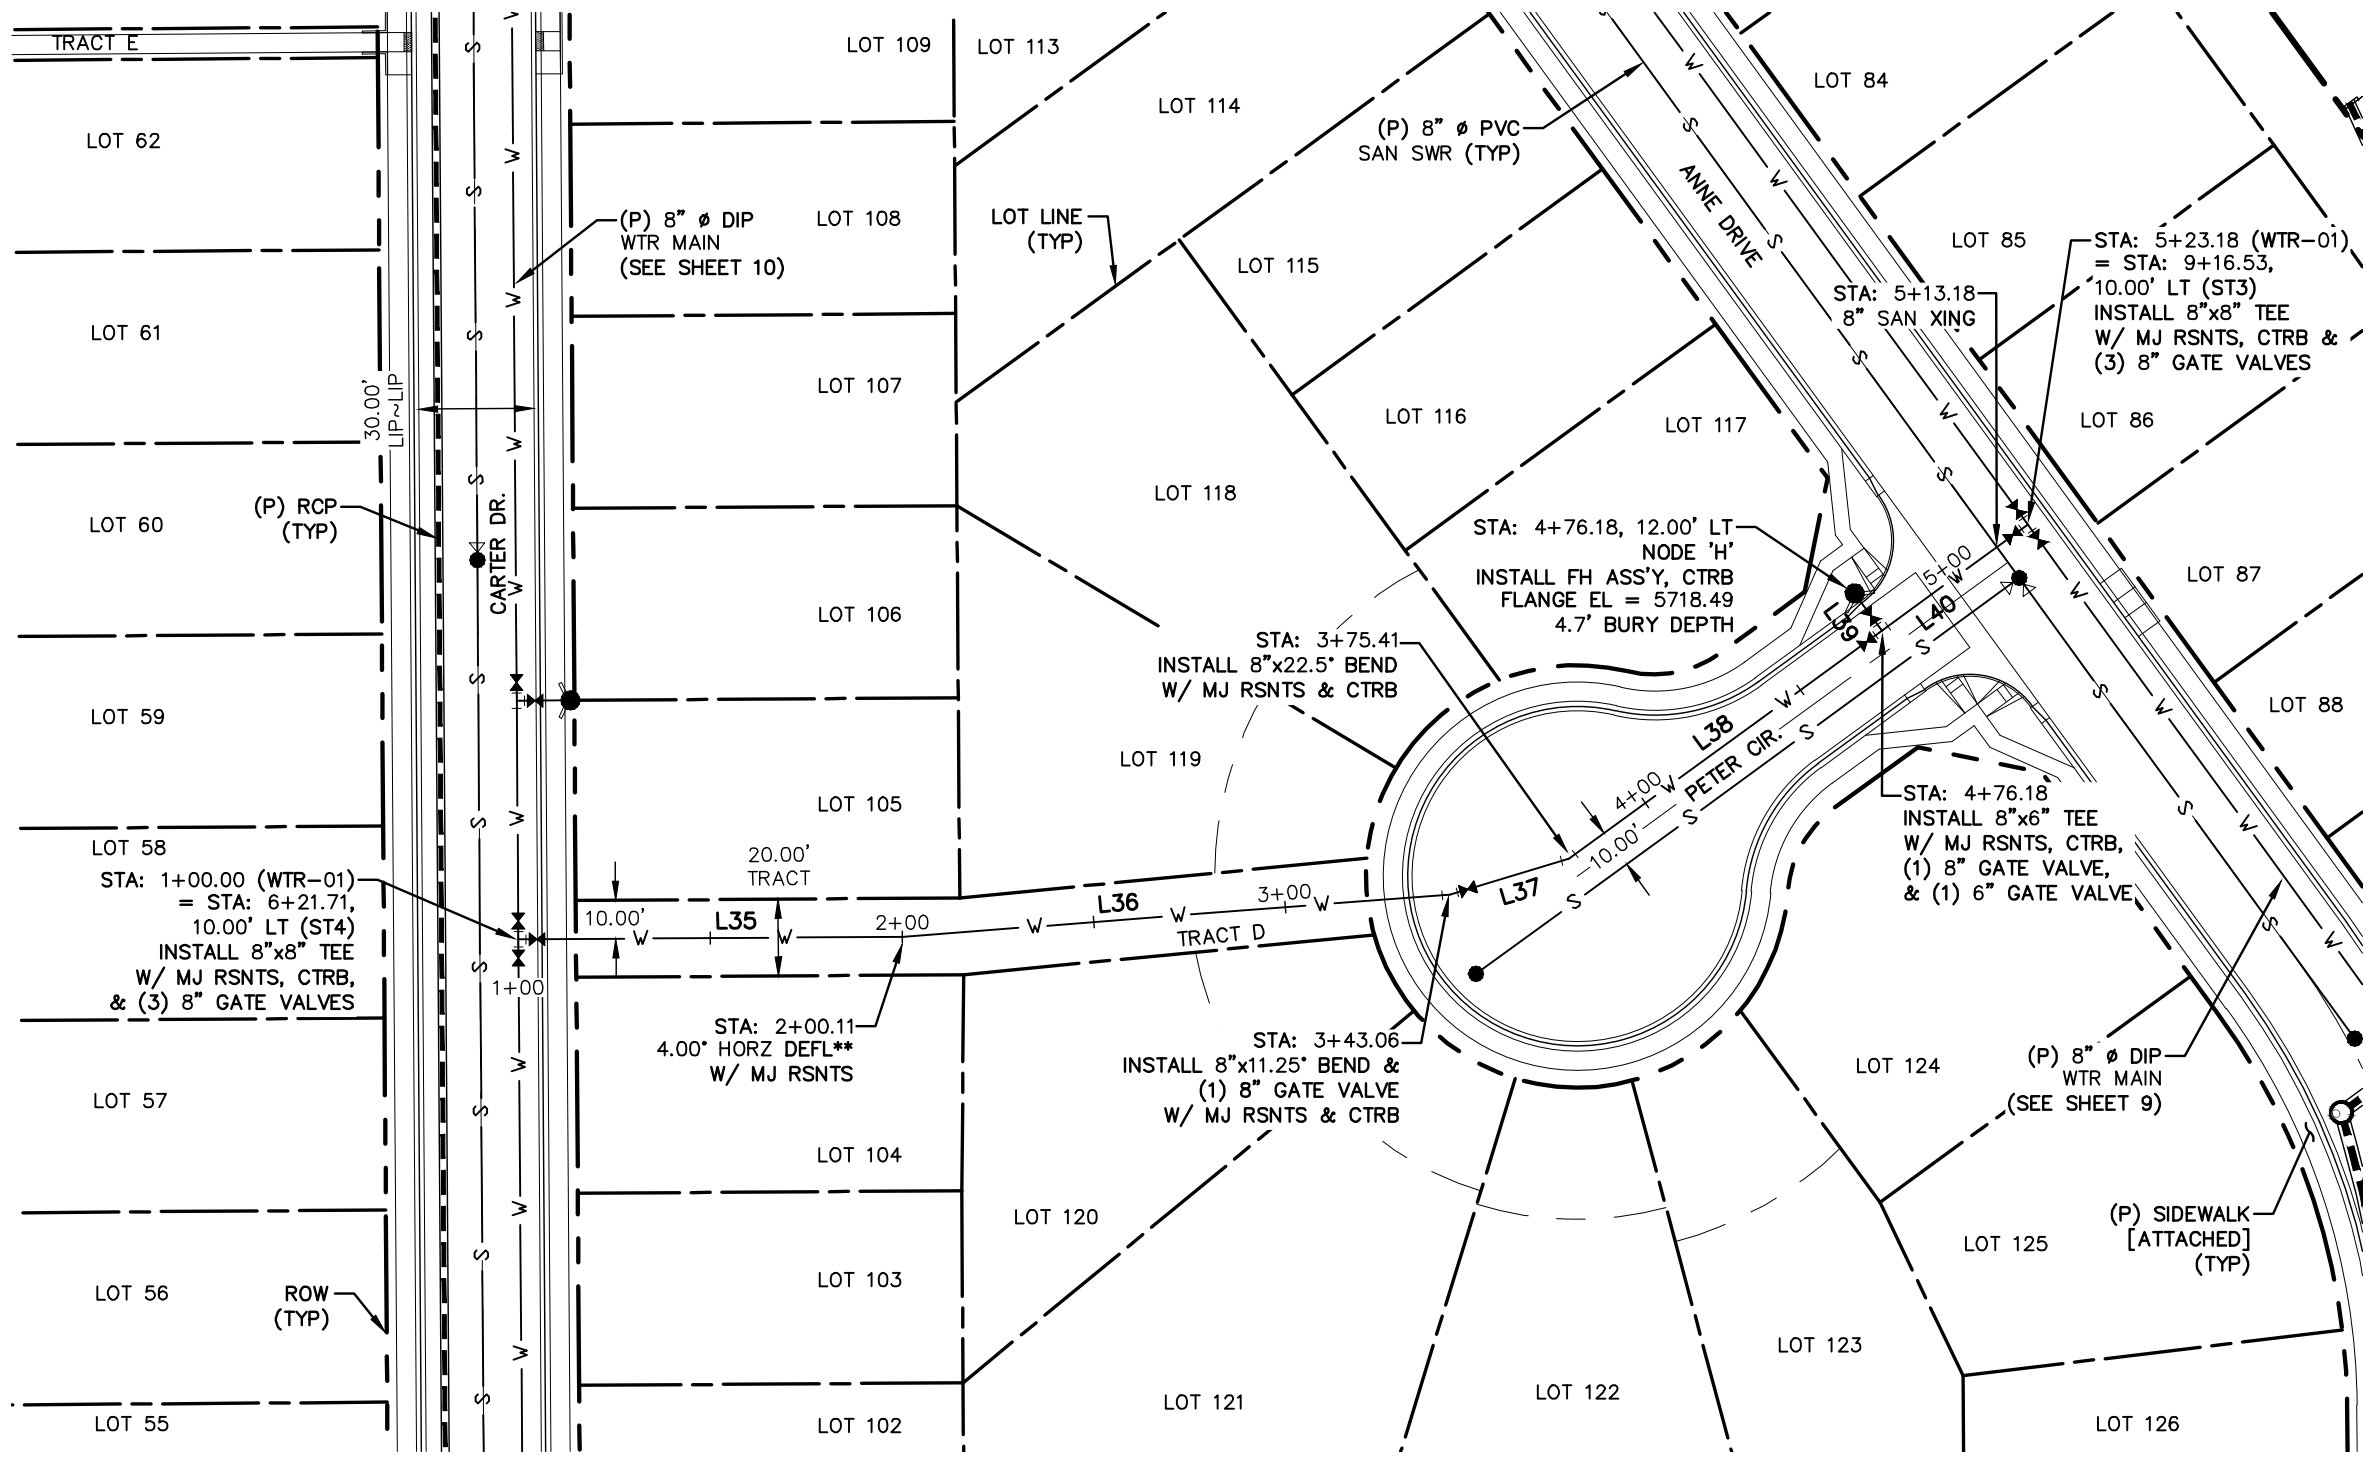 TRACT E
LOT 62
LOT 61
LOT 60
LOT 59
LOT 58
LOT 57
LOT 56
LOT 55
30.00'
LIP~LIP
(P) RCP
(TYP)
CARTER DR.
STA: 1+00.00 (WTR-01)
= STA: 6+21.71,
10.00' LT (ST4)
INSTALL 8"x8" TEE
W/ MJ RSNTS, CTRB,
& (3) 8" GATE VALVES
ROW
(TYP)
S
W
LOT 109
LOT 108
LOT 107
LOT 106
LOT 105
LOT 104
LOT 103
LOT 102
(P) 8" ø DIP
WTR MAIN
(SEE SHEET 10)
20.00'
TRACT
10.00'
L35
1+00
2+00
STA: 2+00.11
4.00° HORZ DEFL**
W/ MJ RSNTS
LOT 113
LOT 114
LOT 115
LOT 116
LOT 117
LOT 118
LOT 119
LOT LINE
(TYP)
(P) 8" ø PVC
SAN SWR (TYP)
ANNE DRIVE
STA: 4+76.18, 12.00' LT
NODE 'H'
INSTALL FH ASS'Y, CTRB
FLANGE EL = 5718.49
4.7' BURY DEPTH
STA: 3+75.41
INSTALL 8"x22.5° BEND
W/ MJ RSNTS & CTRB
L36
3+00
TRACT D
L37
10.00'
4+00
L38
PETER CIR.
L39
L40
5+00
STA: 3+43.06
INSTALL 8"x11.25° BEND &
(1) 8" GATE VALVE
W/ MJ RSNTS & CTRB
LOT 84
LOT 85
LOT 86
LOT 87
LOT 88
STA: 5+13.18
8" SAN XING
STA: 5+23.18 (WTR-01)
= STA: 9+16.53,
10.00' LT (ST3)
INSTALL 8"x8" TEE
W/ MJ RSNTS, CTRB &
(3) 8" GATE VALVES
STA: 4+76.18
INSTALL 8"x6" TEE
W/ MJ RSNTS, CTRB,
(1) 8" GATE VALVE,
& (1) 6" GATE VALVE
LOT 120
LOT 121
LOT 122
LOT 123
LOT 124
LOT 125
LOT 126
(P) 8" ø DIP
WTR MAIN
(SEE SHEET 9)
(P) SIDEWALK
[ATTACHED]
(TYP)